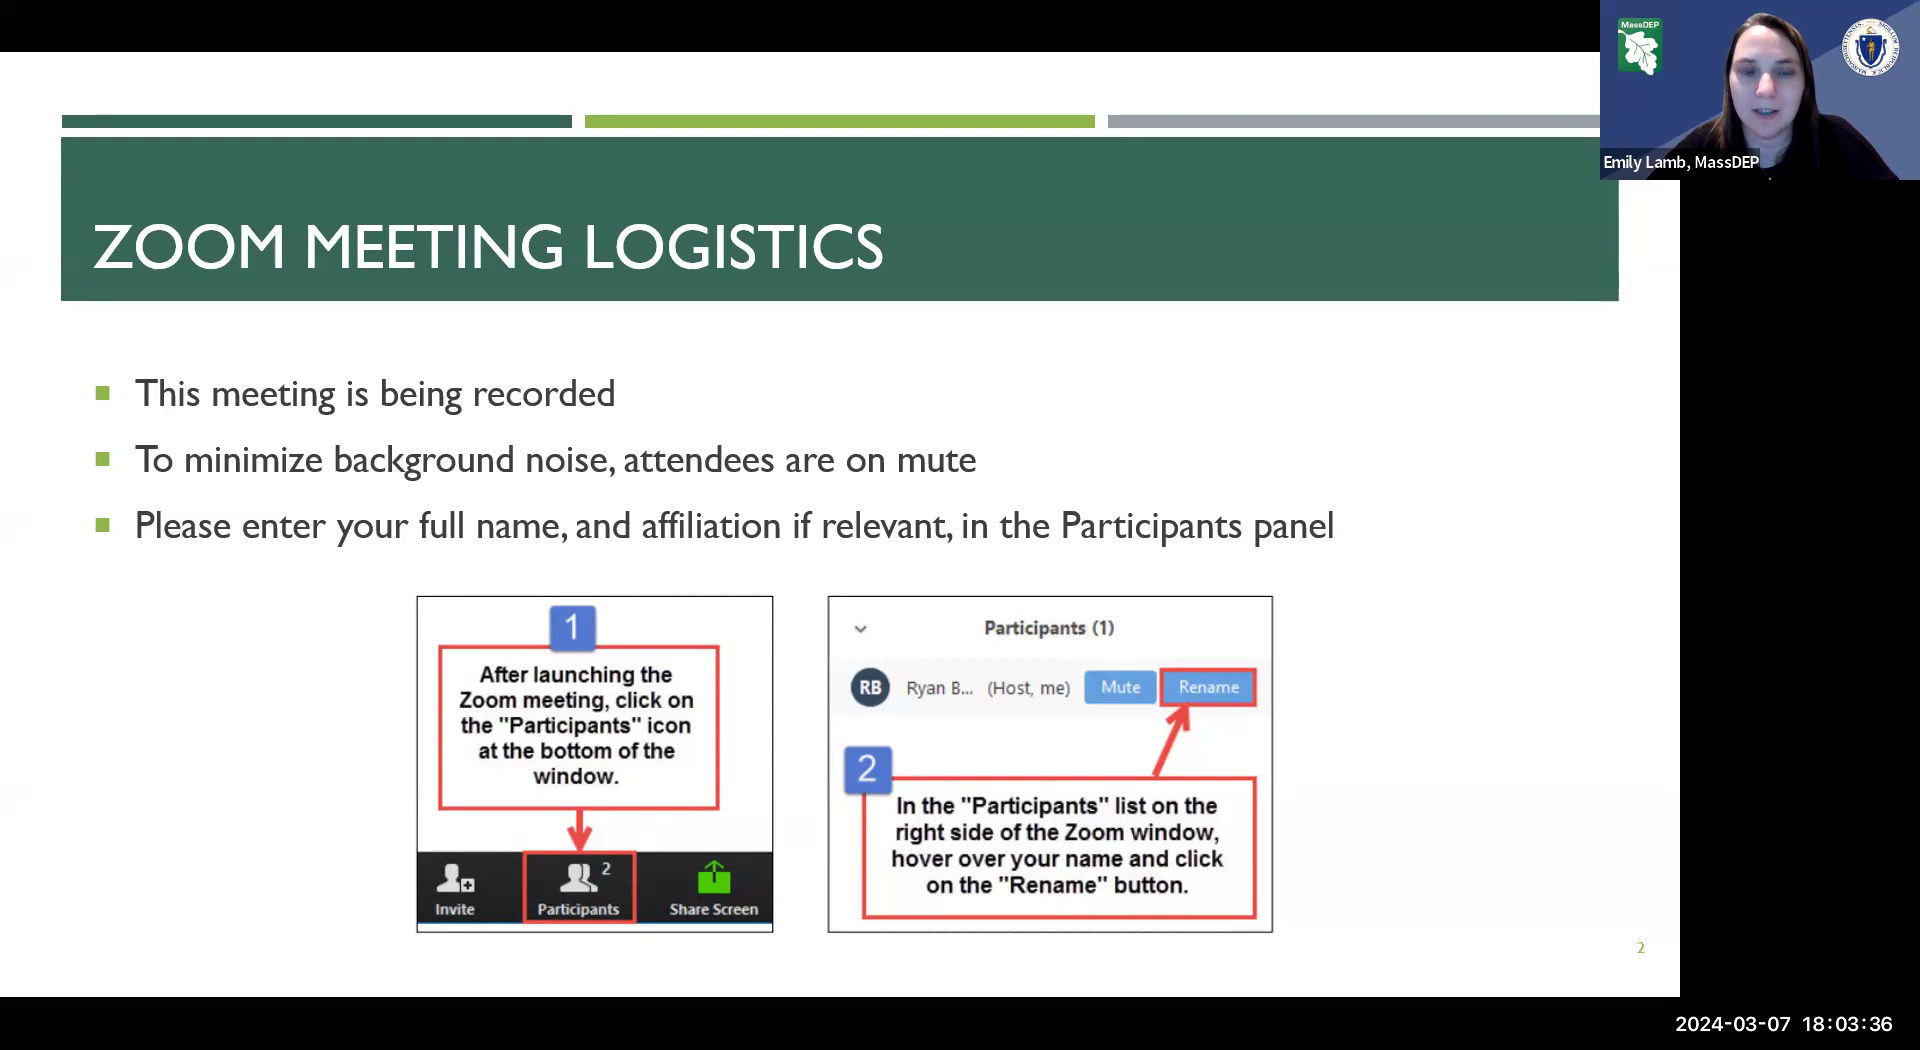 MassDEP
Emily Lamb, MassDEP
ZOOM MEETING LOGISTICS
This meeting is being recorded
To minimize background noise, attendees are on mute
Please enter your full name, and affiliation if relevant, in the Participants panel
1
After launching the
Zoom meeting, click on
the "Participants" icon
at the bottom of the
window.
2
Invite
Participants
Share Screen
Participants (1)
RB Ryan B... (Host, me) Mute Rename
2
In the "Participants" list on the
right side of the Zoom window,
hover over your name and click
on the "Rename" button.
2
2024-03-07 18:03:36